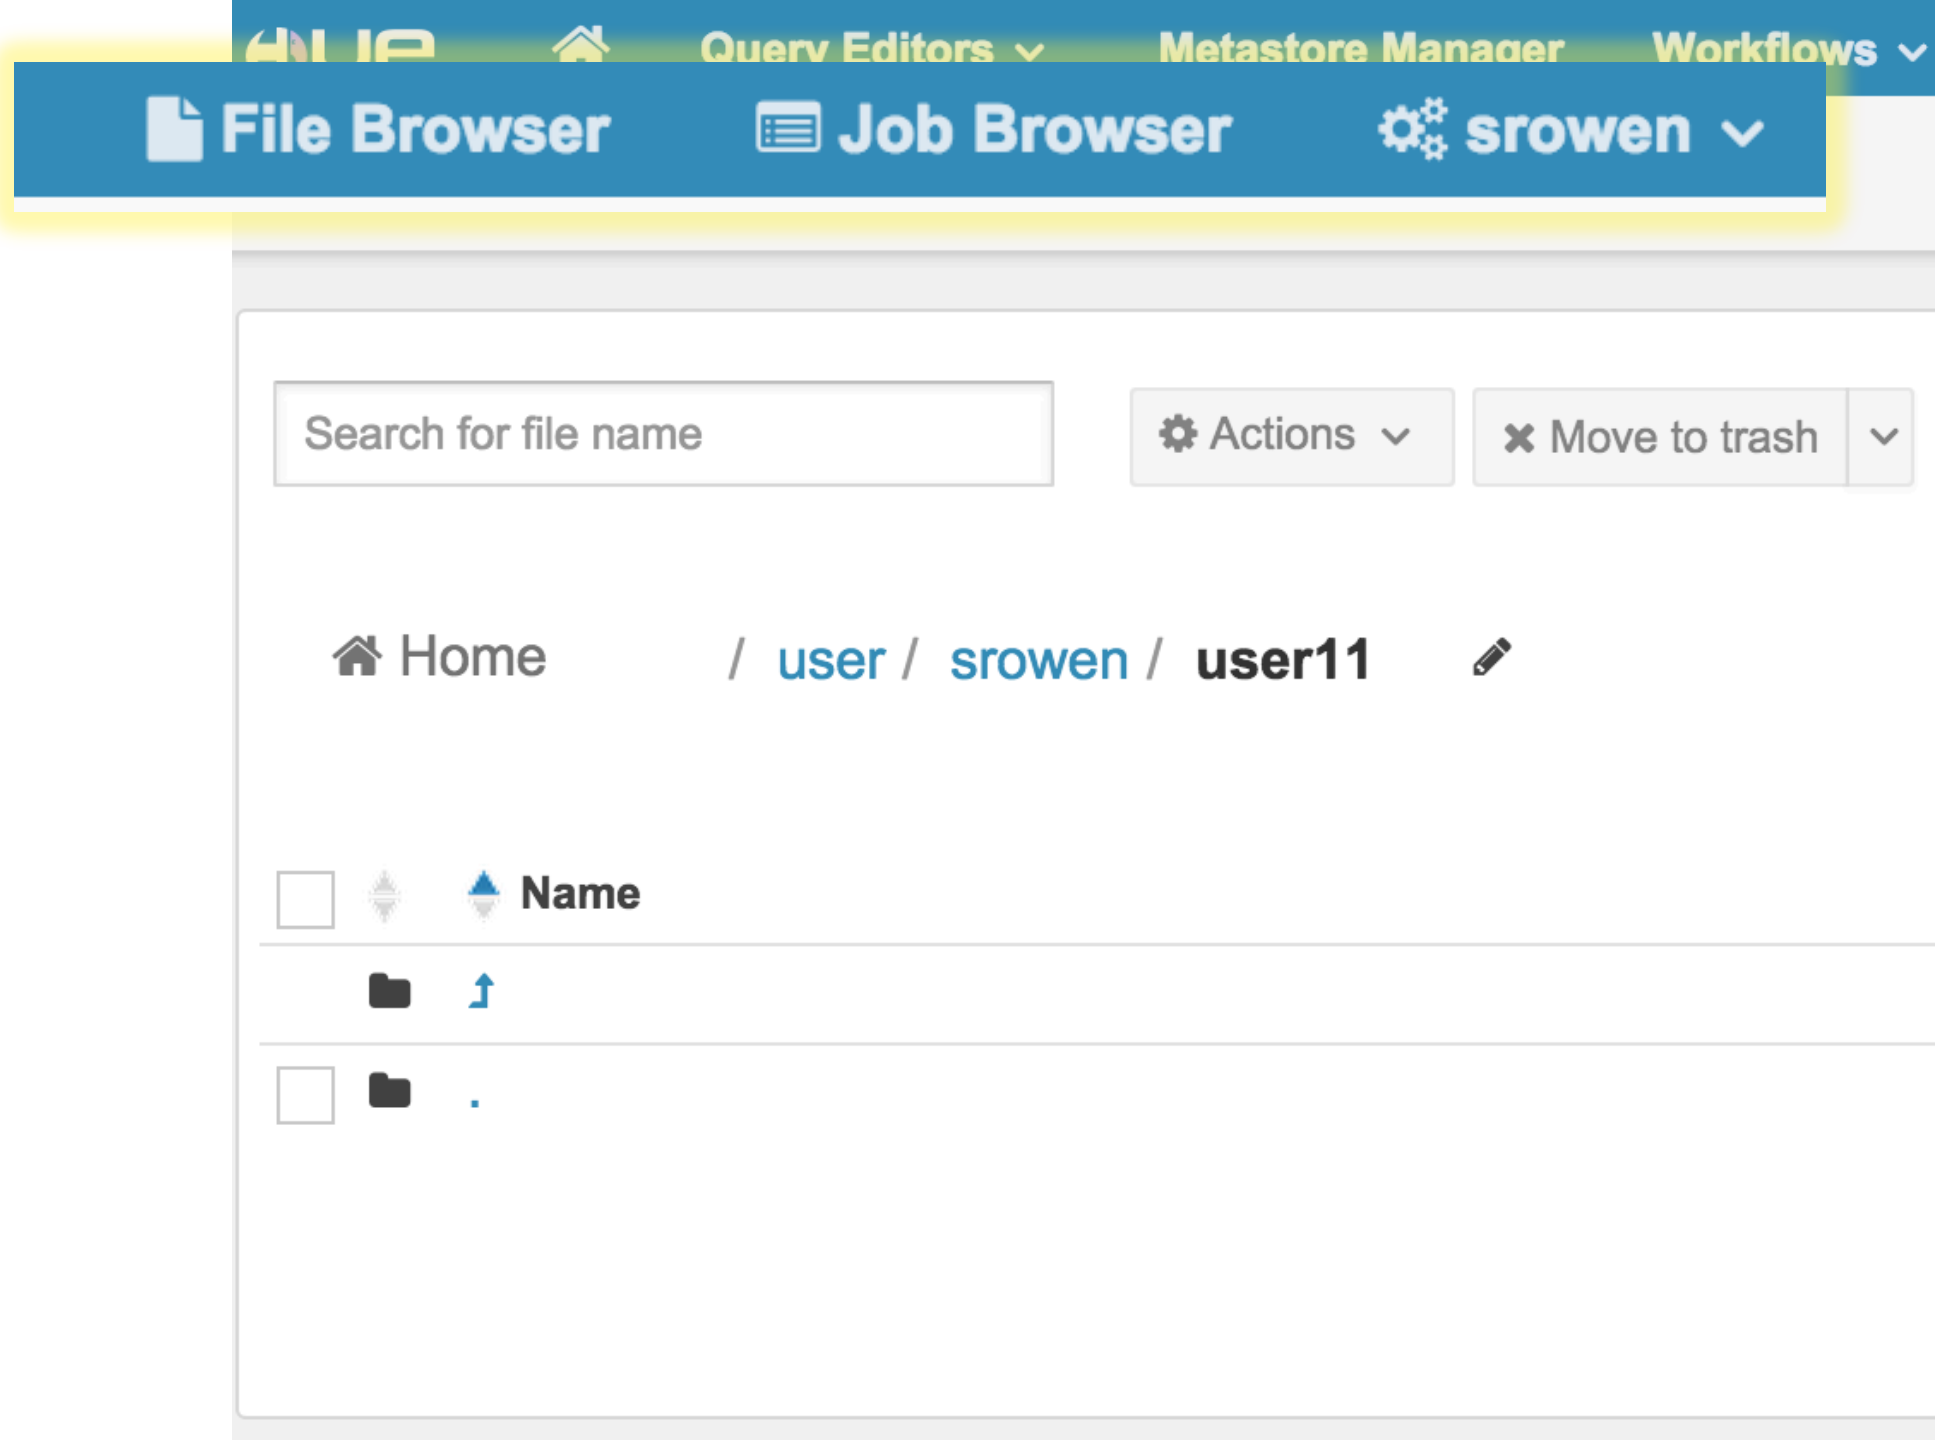 HUE Query Editors Metastore Manager Workflows
File Browser Job Browser srowen
Search for file name Actions Move to trash
Home / user / srowen / user11
Name
.